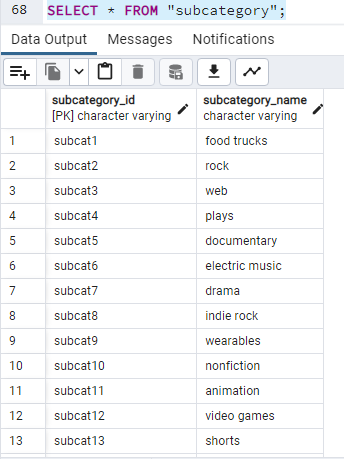 68 SELECT * FROM "subcategory";
Data Output Messages Notifications
subcategory_id subcategory_name
[PK] character varying character varying
1 subcat1 food trucks
2 subcat2 rock
3 subcat3 web
4 subcat4 plays
5 subcat5 documentary
6 subcat6 electric music
7 subcat7 drama
8 subcat8 indie rock
9 subcat9 wearables
10 subcat10 nonfiction
11 subcat11 animation
12 subcat12 video games
13 subcat13 shorts